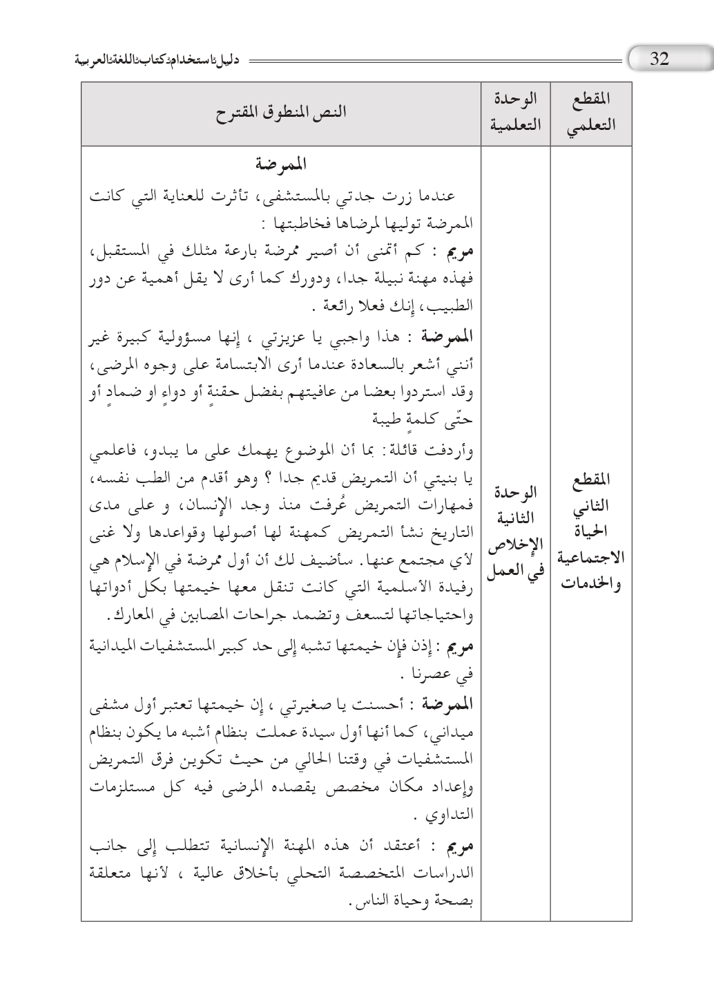 32
دليل استخدام كتاب اللغة العربية
المقطع
التعلمي
الوحدة
التعلمية
النص المنطوق المقترح
المقطع
الثاني
الحياة
الاجتماعية
والخدمات
الوحدة
الثانية
الإخلاص
في العمل
الممرضة
عندما زرت جدتي بالمستشفى، تأثرت للعناية التي كانت
الممرضة توليها لمرضاها فخاطبتها :
مريم : كم أتمنى أن أصير ممرضة بارعة مثلك في المستقبل،
فهذه مهنة نبيلة جدا، ودورك كما أرى لا يقل أهمية عن دور
الطبيب، إنك فعلا رائعة .
الممرضة : هذا واجبي يا عزيزتي ، إنها مسؤولية كبيرة غير
أنني أشعر بالسعادة عندما أرى الابتسامة على وجوه المرضى،
وقد استردوا بعضا من عافيتهم بفضل حقنةٍ أو دواءٍ او ضمادٍ أو
حتّى كلمةٍ طيبة
وأردفت قائلة: بما أن الموضوع يهمك على ما يبدو، فاعلمي
يا بنيتي أن التمريض قديم جدا ؟ وهو أقدم من الطب نفسه،
فمهارات التمريض عُرفت منذ وجد الإنسان، و على مدى
التاريخ نشأ التمريض كمهنة لها أصولها وقواعدها ولا غنى
لأي مجتمع عنها. سأضيف لك أن أول ممرضة في الإسلام هي
رفيدة الأسلمية التي كانت تنقل معها خيمتها بكل أدواتها
واحتياجاتها لتسعف وتضمد جراحات المصابين في المعارك.
مريم : إذن فإن خيمتها تشبه إلى حد كبير المستشفيات الميدانية
في عصرنا .
الممرضة : أحسنت يا صغيرتي ، إن خيمتها تعتبر أول مشفى
ميداني، كما أنها أول سيدة عملت بنظام أشبه ما يكون بنظام
المستشفيات في وقتنا الحالي من حيث تكوين فرق التمريض
وإعداد مكان مخصص يقصده المرضى فيه كل مستلزمات
التداوي .
مريم : أعتقد أن هذه المهنة الإنسانية تتطلب إلى جانب
الدراسات المتخصصة التحلي بأخلاق عالية ، لأنها متعلقة
بصحة وحياة الناس.